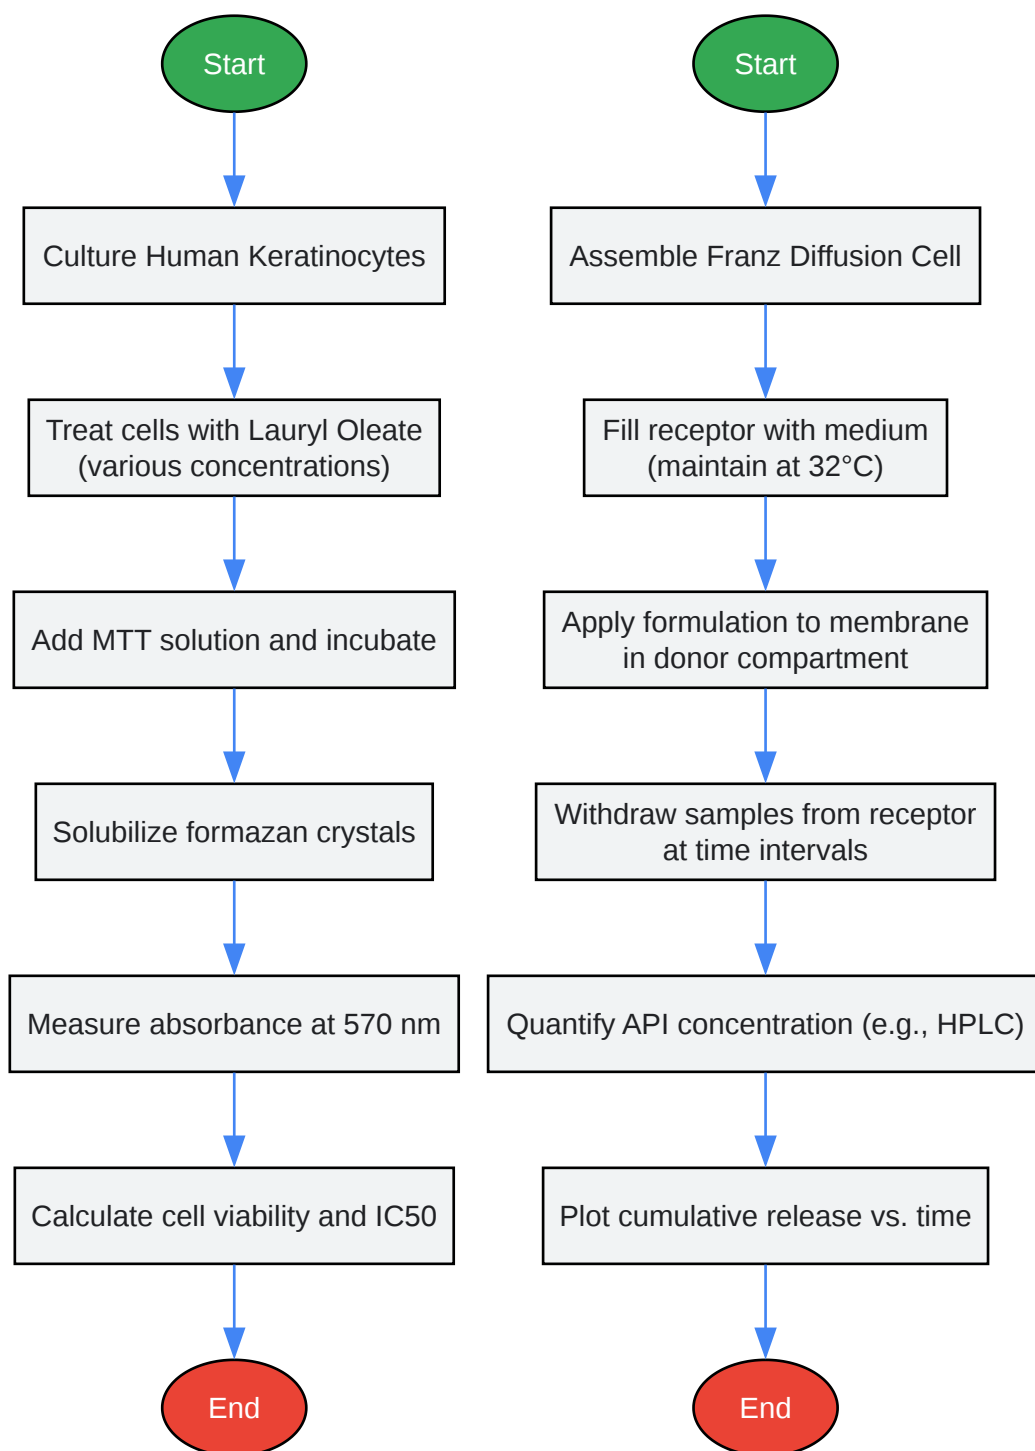 Start
Culture Human Keratinocytes
Treat cells with Lauryl Oleate
(various concentrations)
Add MTT solution and incubate
Solubilize formazan crystals
Measure absorbance at 570 nm
Calculate cell viability and IC50
End
Start
Assemble Franz Diffusion Cell
Fill receptor with medium
(maintain at 32°C)
Apply formulation to membrane
in donor compartment
Withdraw samples from receptor
at time intervals
Quantify API concentration (e.g., HPLC)
Plot cumulative release vs. time
End